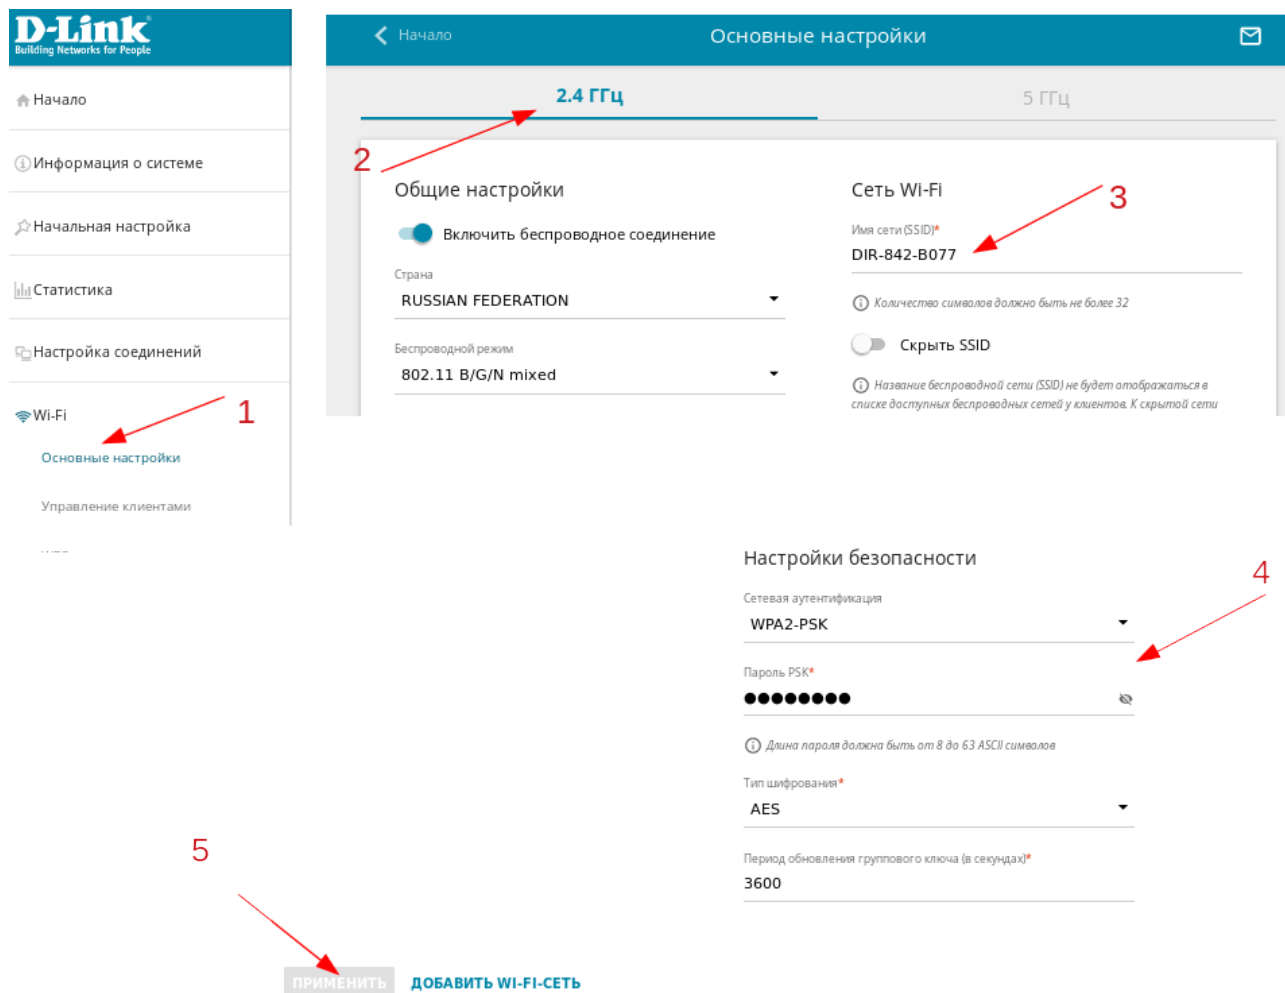 D-Link
Building Networks for People
Начало
Информация о системе
Начальная настройка
Статистика
Настройка соединений
Wi-Fi
1
Основные настройки
Управление клиентами
Начало
Основные настройки
2.4 ГГц
5 ГГц
2
Общие настройки
Включить беспроводное соединение
Страна
RUSSIAN FEDERATION
Беспроводной режим
802.11 B/G/N mixed
Сеть Wi-Fi
3
Имя сети (SSID)*
DIR-842-B077
Количество символов должно быть не более 32
Скрыть SSID
Название беспроводной сети (SSID) не будет отображаться в
списке доступных беспроводных сетей у клиентов. К скрытой сети
Настройки безопасности
4
Сетевая аутентификация
WPA2-PSK
Пароль PSK*
●●●●●●●●
Длина пароля должна быть от 8 до 63 ASCII символов
Тип шифрования*
AES
Период обновления группового ключа (в секундах)*
3600
5
ПРИМЕНИТЬ
ДОБАВИТЬ WI-FI-СЕТЬ